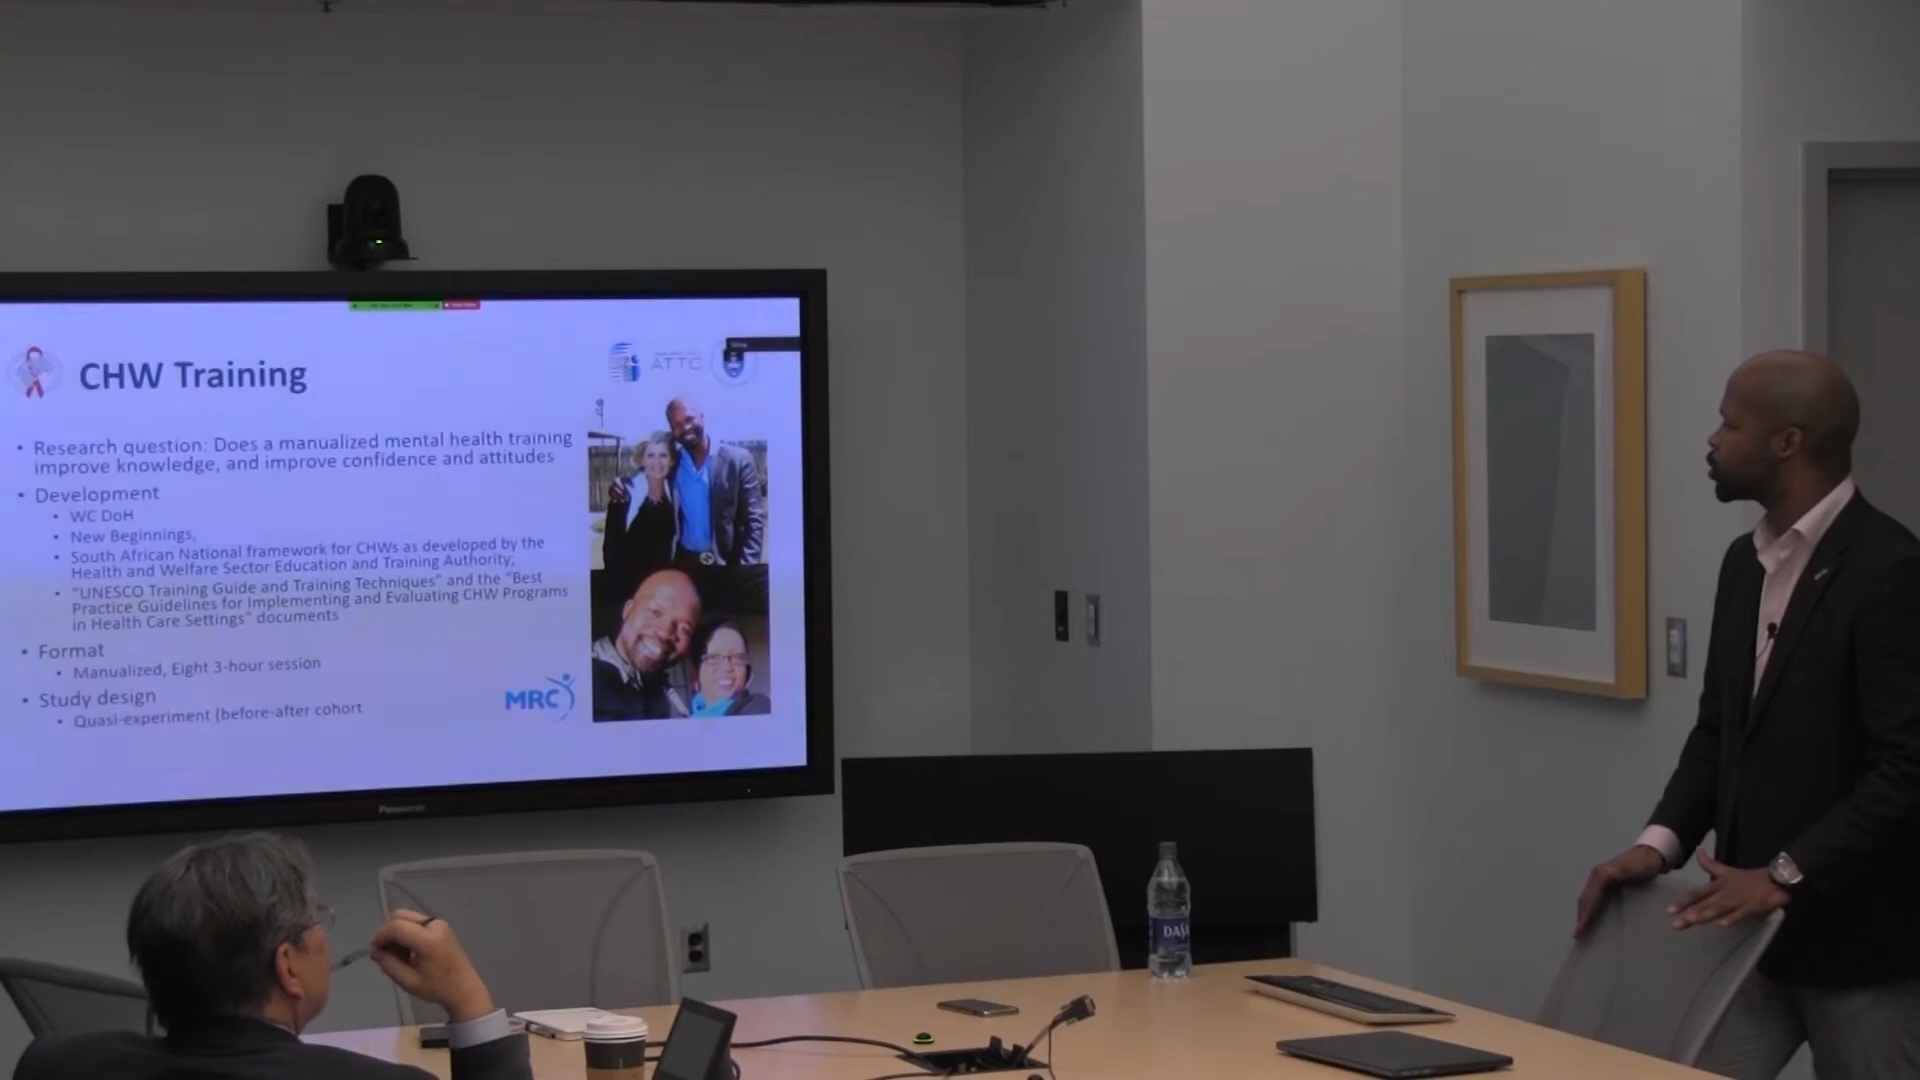 CHW Training
ATTC
• Research question: Does a manualized mental health training
improve knowledge, and improve confidence and attitudes
• Development
• WC DoH
• New Beginnings,
• South African National framework for CHWs as developed by the
Health and Welfare Sector Education and Training Authority;
• "UNESCO Training Guide and Training Techniques" and the "Best
Practice Guidelines for Implementing and Evaluating CHW Programs
in Health Care Settings" documents
• Format
• Manualized, Eight 3-hour session
• Study design
• Quasi-experiment (before-after cohort
MRC
Panasonic
DASA